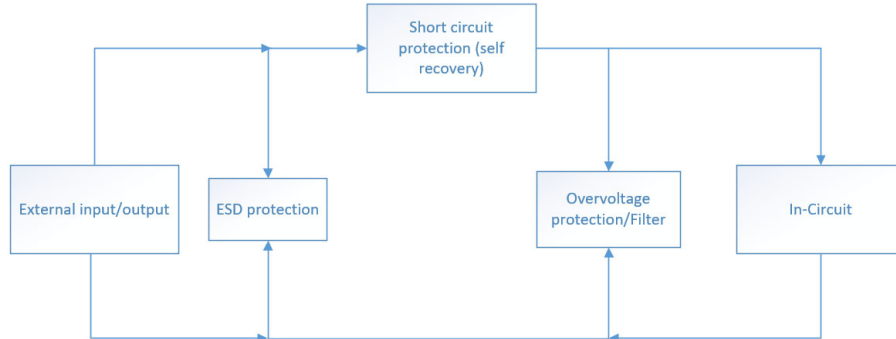 Short circuit
protection (self
recovery)
External input/output
ESD protection
Overvoltage
protection/Filter
In-Circuit